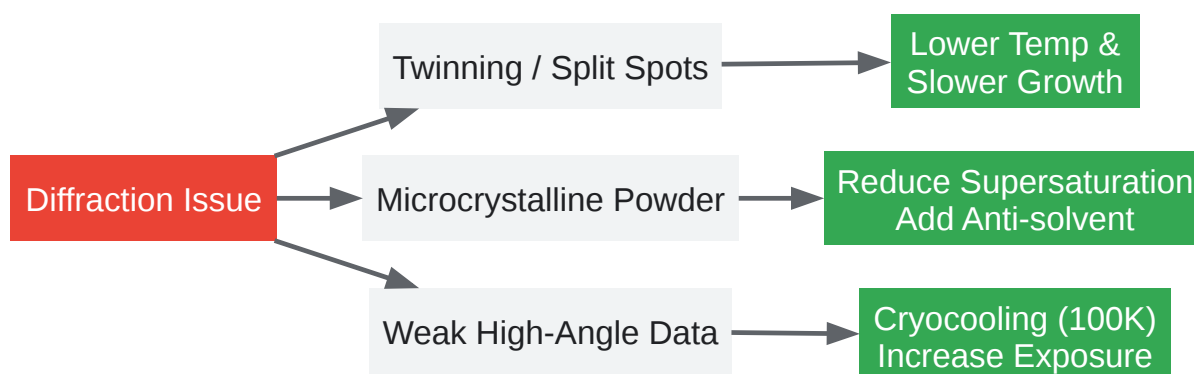 Diffraction Issue
Twinning / Split Spots
Lower Temp &
Slower Growth
Microcrystalline Powder
Reduce Supersaturation
Add Anti-solvent
Weak High-Angle Data
Cryocooling (100K)
Increase Exposure